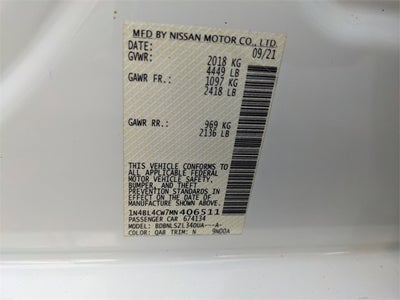 MFD BY NISSAN MOTOR CO., LTD.
DATE: 09/21
GVWR: 2018 KG
4449 LB
GAWR FR.: 1097 KG
2418 LB
GAWR RR.: 969 KG
2136 LB
THIS VEHICLE CONFORMS TO
ALL APPLICABLE FEDERAL
MOTOR VEHICLE SAFETY,
BUMPER, AND THEFT
PREVENTION STANDARDS IN
EFFECT ON THE DATE OF
MANUFACTURE SHOWN ABOVE.
1N4BL4CW7MN406511
PASSENGER CAR 674134
MODEL: BDBNLSZL34DUA---A-
COLOR: QAB TRIM: N 9N00A